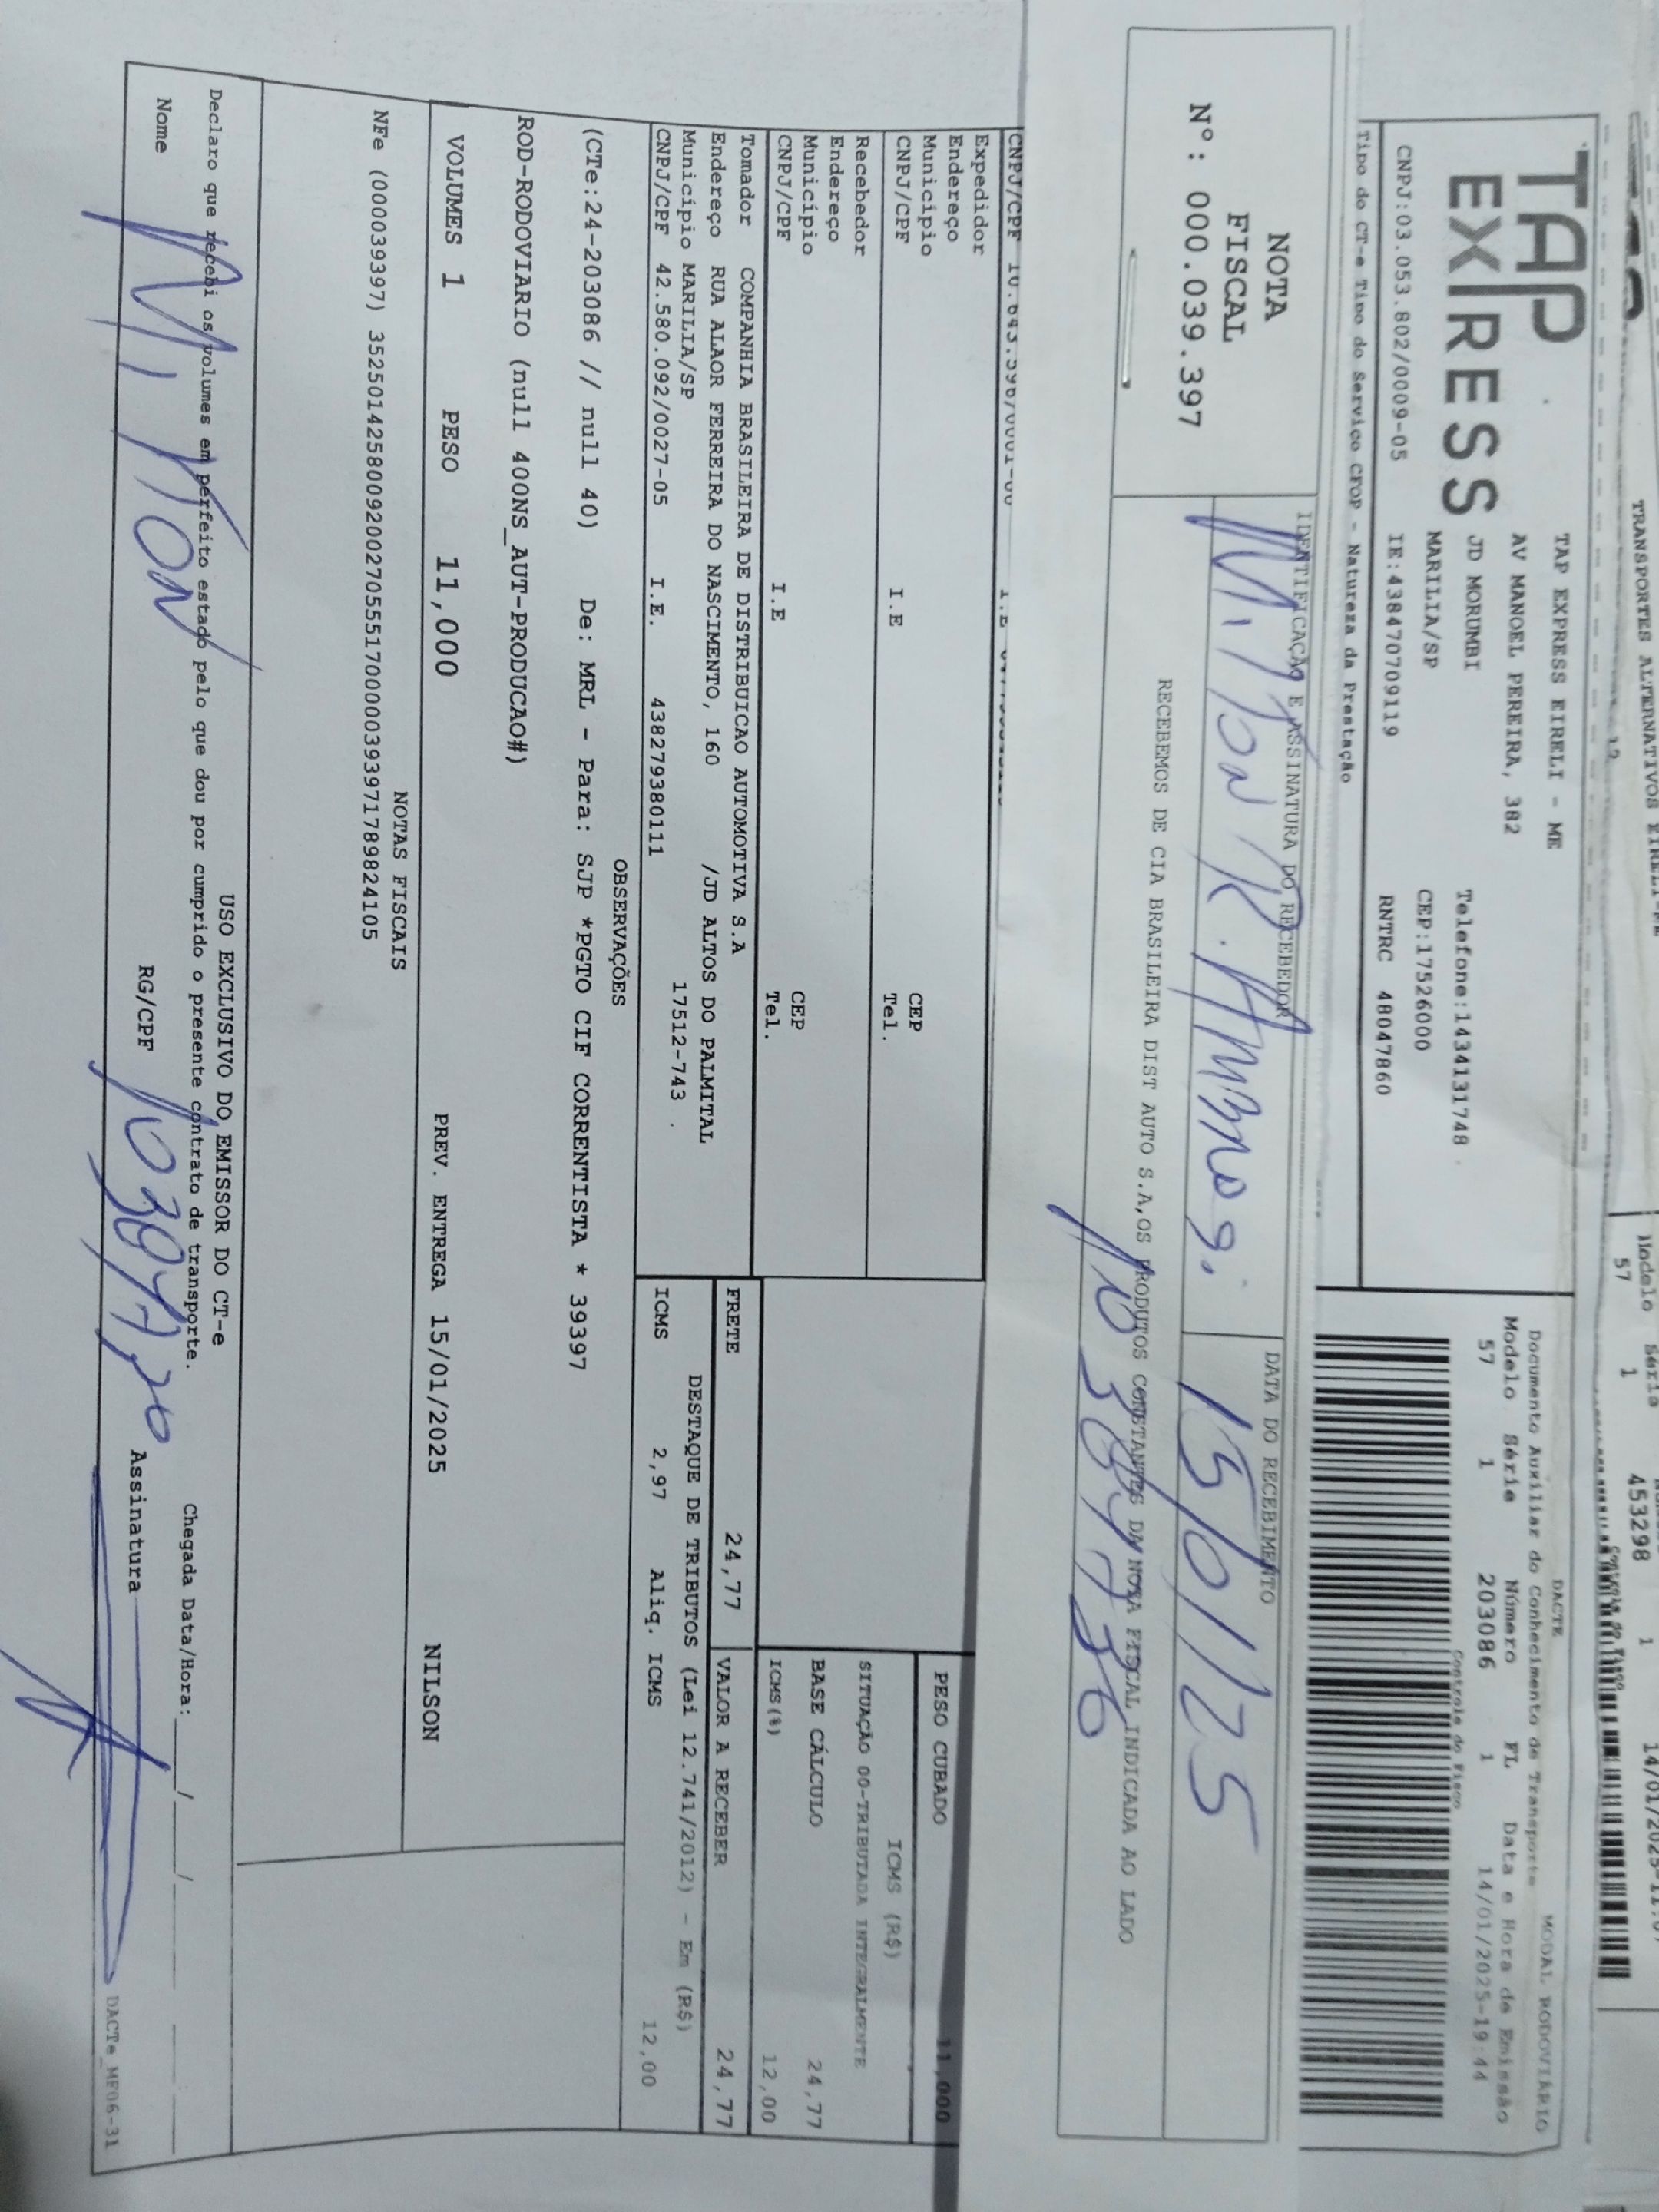 TRANSPORTES ALTERNATIVOS EIRELI-ME
Modelo Série
57 1 453298 1 14/01/2025-11:
TAP EXPRESS
TAP EXPRESS EIRELI - ME
AV MANOEL PEREIRA, 382
JD MORUMBI
Telefone:1434131748
MARILIA/SP
CEP:17526000
CNPJ:03.053.802/0009-05 IE:438470709119 RNTRC 48047860
Tipo do CT-e Tipo do Serviço CFOP - Natureza da Prestação
DACTE MODAL RODOVIÁRIO
Documento Auxiliar do Conhecimento de Transporte
Modelo Série Número FL Data e Hora de Emissão
57 1 203086 1 14/01/2025-19:44
Controle do Fisco
NOTA
FISCAL
Nº: 000.039.397
IDENTIFICAÇÃO E ASSINATURA DO RECEBEDOR
DATA DO RECEBIMENTO
Milton R.
15/01/25
RECEBEMOS DE CIA BRASILEIRA DIST AUTO S.A,OS PRODUTOS CONSTANTES DA NOTA FISCAL INDICADA AO LADO
CNPJ/CPF
I.E
Expedidor
Endereço
Município CEP
CNPJ/CPF I.E Tel.
Recebedor
Endereço
Município CEP
CNPJ/CPF I.E Tel.
PESO CUBADO 11,000
ICMS (R$)
SITUAÇÃO 00-TRIBUTADA INTEGRALMENTE
BASE CÁLCULO 24,77
ICMS(%) 12,00
Tomador COMPANHIA BRASILEIRA DE DISTRIBUICAO AUTOMOTIVA S.A
Endereço RUA ALAOR FERREIRA DO NASCIMENTO, 160 /JD ALTOS DO PALMITAL
Município MARILIA/SP 17512-743
CNPJ/CPF 42.580.092/0027-05 I.E. 438279380111
FRETE 24,77 VALOR A RECEBER 24,77
DESTAQUE DE TRIBUTOS (Lei 12.741/2012) - Em (R$)
ICMS 2,97 Aliq. ICMS 12,00
OBSERVAÇÕES
(CTe:24-203086 // null 40) De: MRL - Para: SJP *PGTO CIF CORRENTISTA * 39397
ROD-RODOVIARIO (null 400NS_AUT-PRODUCAO#)
VOLUMES 1 PESO 11,000 PREV. ENTREGA 15/01/2025 NILSON
NOTAS FISCAIS
NFe (000039397) 35250142580092002705551700000393971789824105
USO EXCLUSIVO DO EMISSOR DO CT-e
Declaro que recebi os volumes em perfeito estado pelo que dou por cumprido o presente contrato de transporte.
Chegada Data/Hora:____/____/____
Nome Milton RG/CPF Assinatura
DACTe_MF06-31